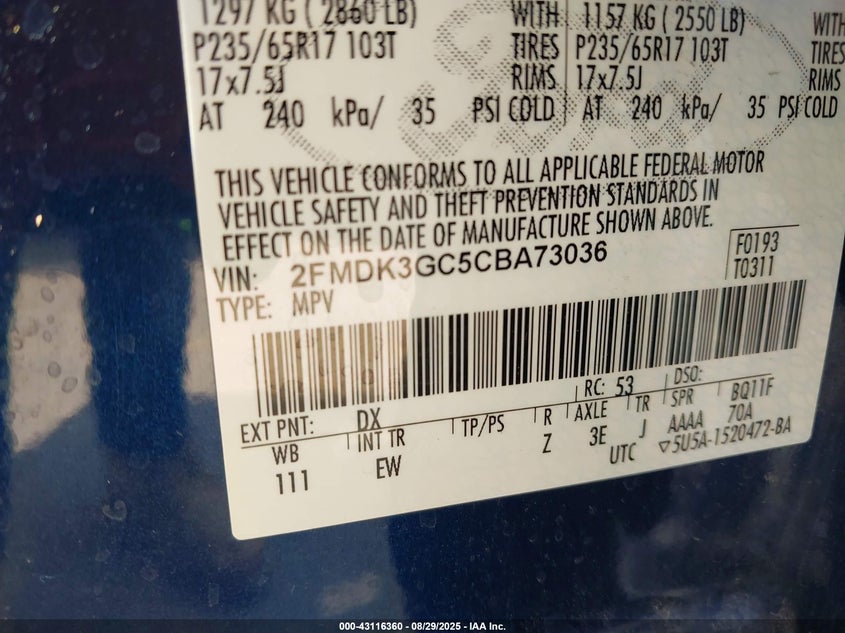 1297 KG ( 2860 LB) WITH 1157 KG ( 2550 LB) WITH
P235/65R17 103T TIRES P235/65R17 103T TIRES
17x7.5J RIMS 17x7.5J RIMS
AT 240 kPa/ 35 PSI COLD AT 240 kPa/ 35 PSI COLD
THIS VEHICLE CONFORMS TO ALL APPLICABLE FEDERAL MOTOR
VEHICLE SAFETY AND THEFT PREVENTION STANDARDS IN
EFFECT ON THE DATE OF MANUFACTURE SHOWN ABOVE.
VIN: 2FMDK3GC5CBA73036 F0193
TYPE: MPV T0311
RC: 53 DSO:
EXT PNT: DX
WB INT TR TP/PS R AXLE TR SPR BQ11F
111 EW Z 3E J AAAA 70A
UTC ▽5U5A-1520472-BA
000-43116360 - 08/29/2025 - IAA Inc.